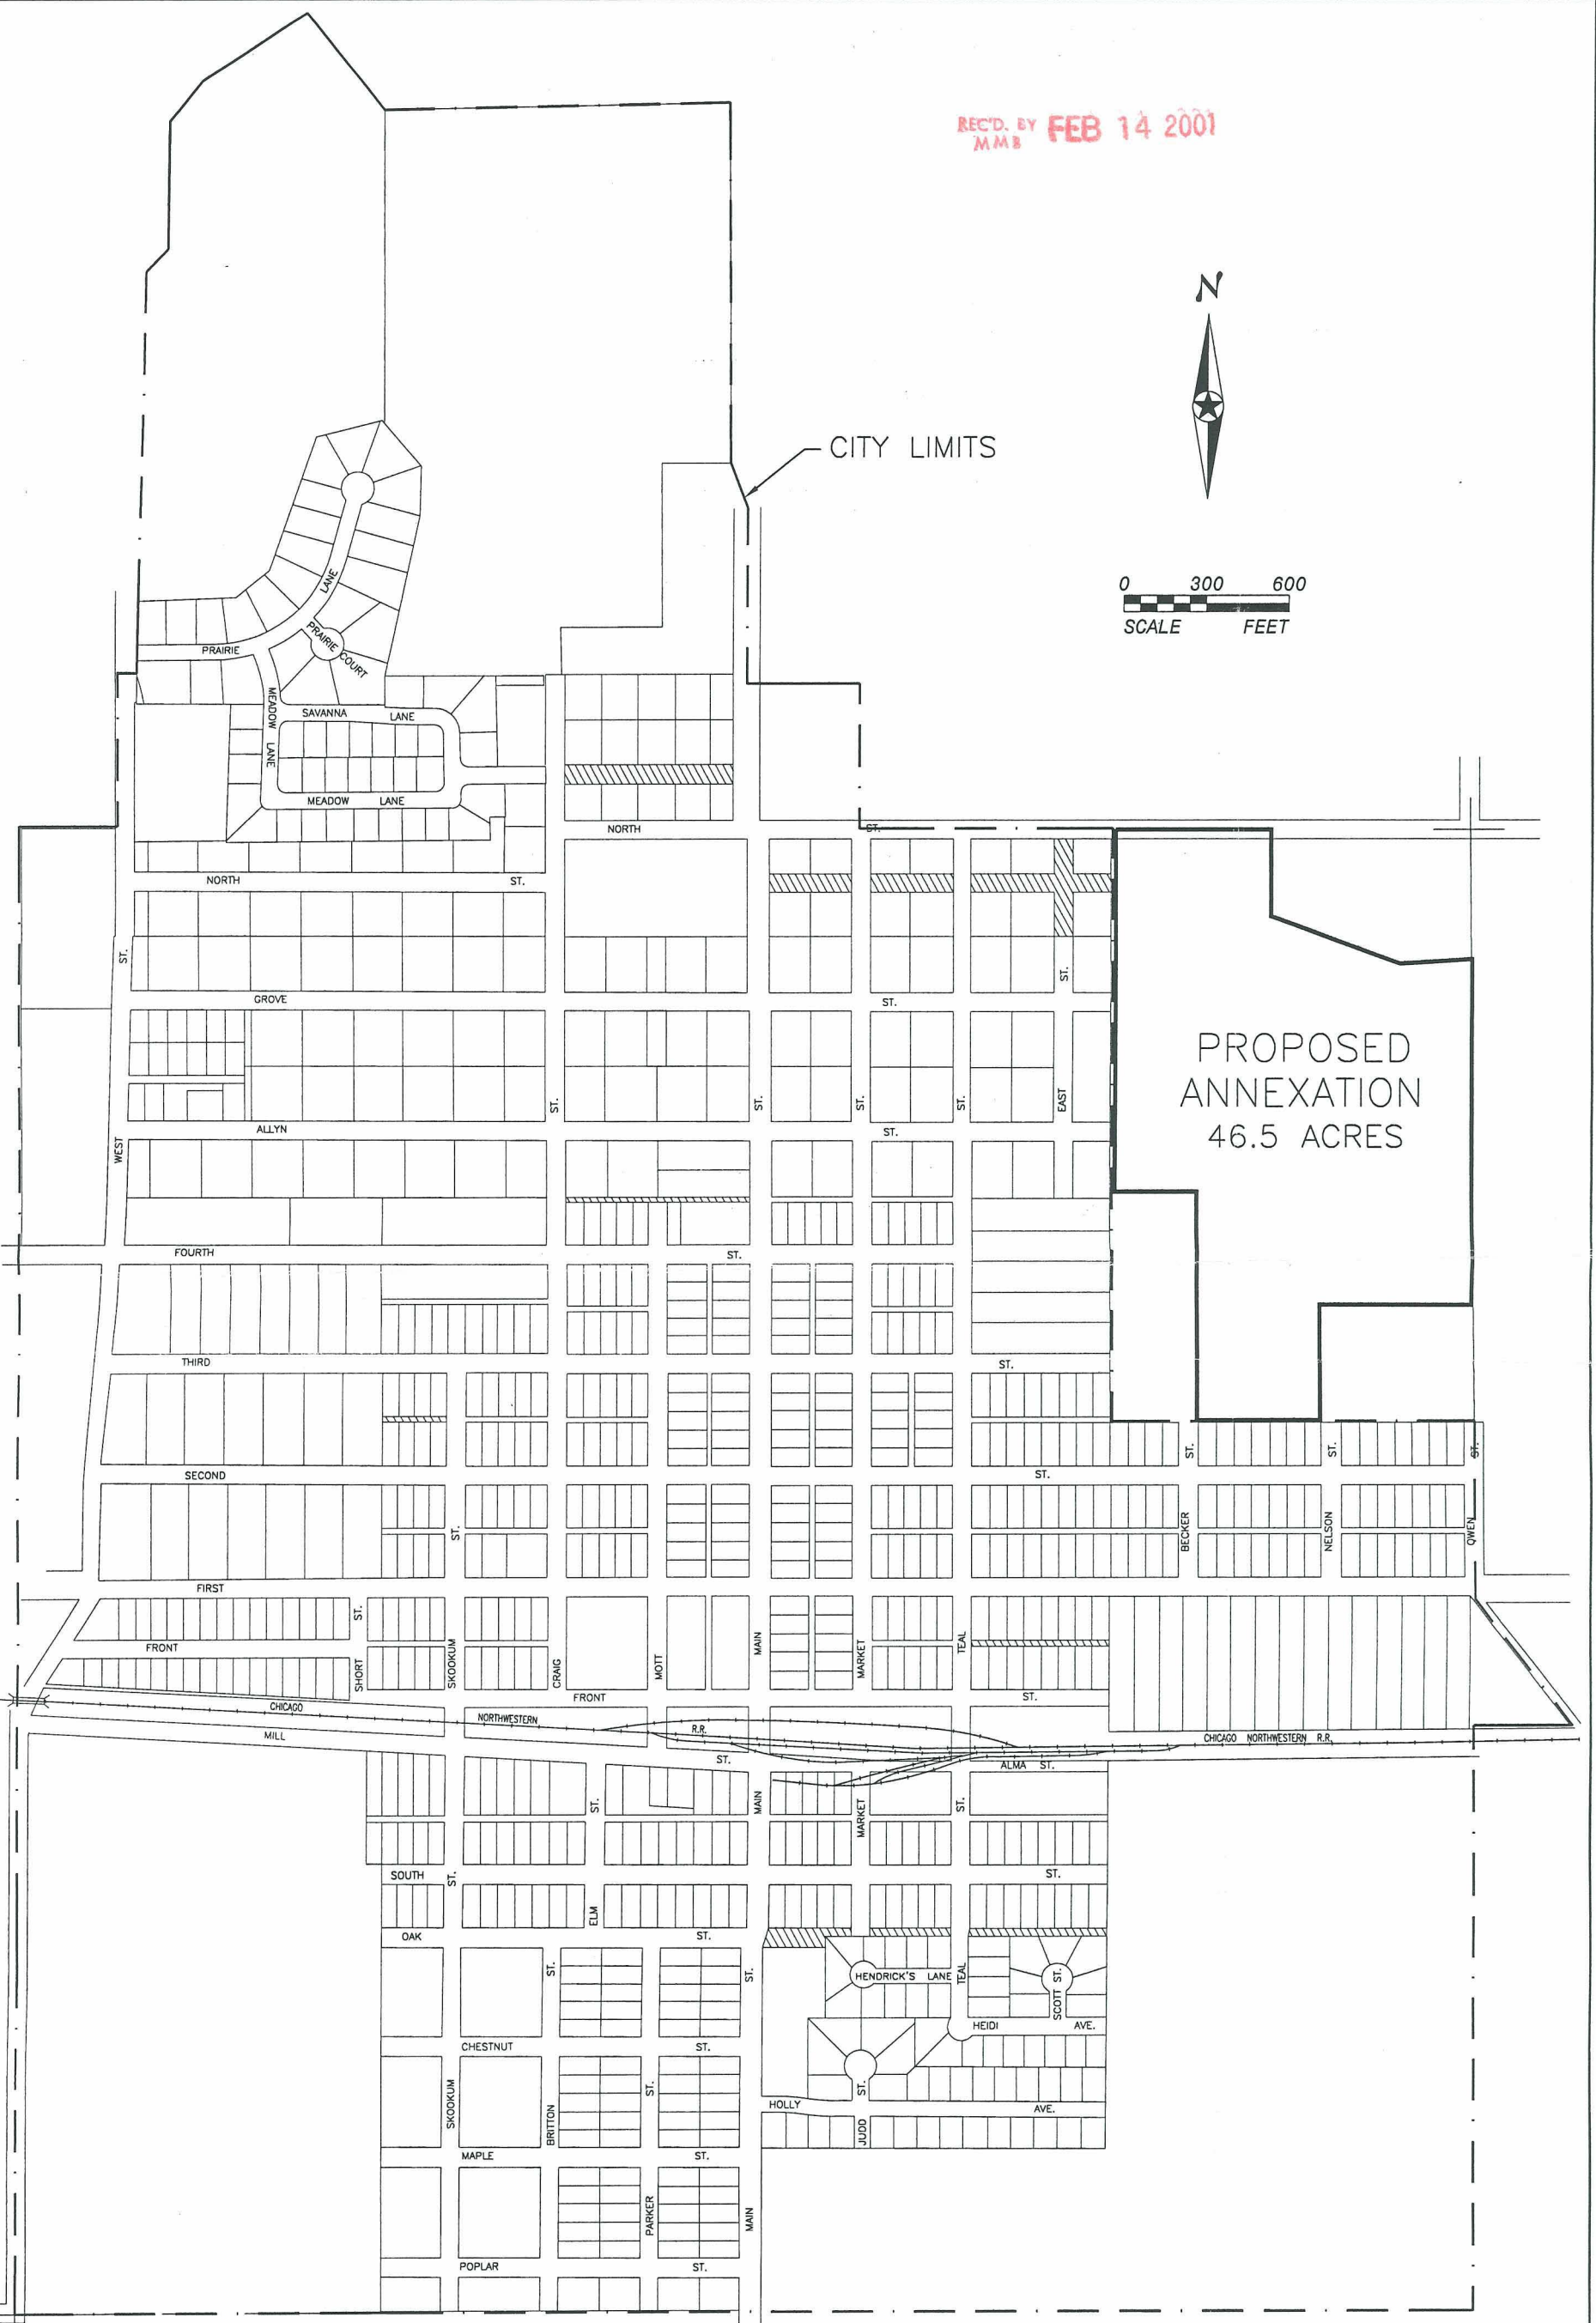 REC'D. BY FEB 14 2001
MMB
N
CITY LIMITS
0 300 600
SCALE FEET
LANE
PRAIRIE
PRAIRIE COURT
MEADOW LANE
SAVANNA LANE
MEADOW LANE
NORTH ST.
NORTH ST.
ST.
ST.
GROVE ST.
PROPOSED
ANNEXATION
46.5 ACRES
ST.
ST.
ST.
ST.
EAST
ALLYN ST.
WEST
FOURTH ST.
THIRD ST.
ST.
ST.
ST.
SECOND ST.
ST.
BECKER
NELSON
OWEN
FIRST
ST.
FRONT
SHORT
SKOOKUM
CRAIG
MOTT
MAIN
MARKET
TEAL
FRONT ST.
CHICAGO NORTHWESTERN R.R.
CHICAGO NORTHWESTERN R.R.
MILL ST.
ALMA ST.
ST.
MAIN
MARKET
ST.
SOUTH ST.
ST.
ELM
OAK ST.
ST.
ST.
HENDRICK'S LANE
TEAL
SCOTT ST.
HEIDI AVE.
CHESTNUT ST.
SKOOKUM
BRITTON
ST.
ST.
HOLLY AVE.
JUDD
MAPLE ST.
PARKER
MAIN
POPLAR ST.